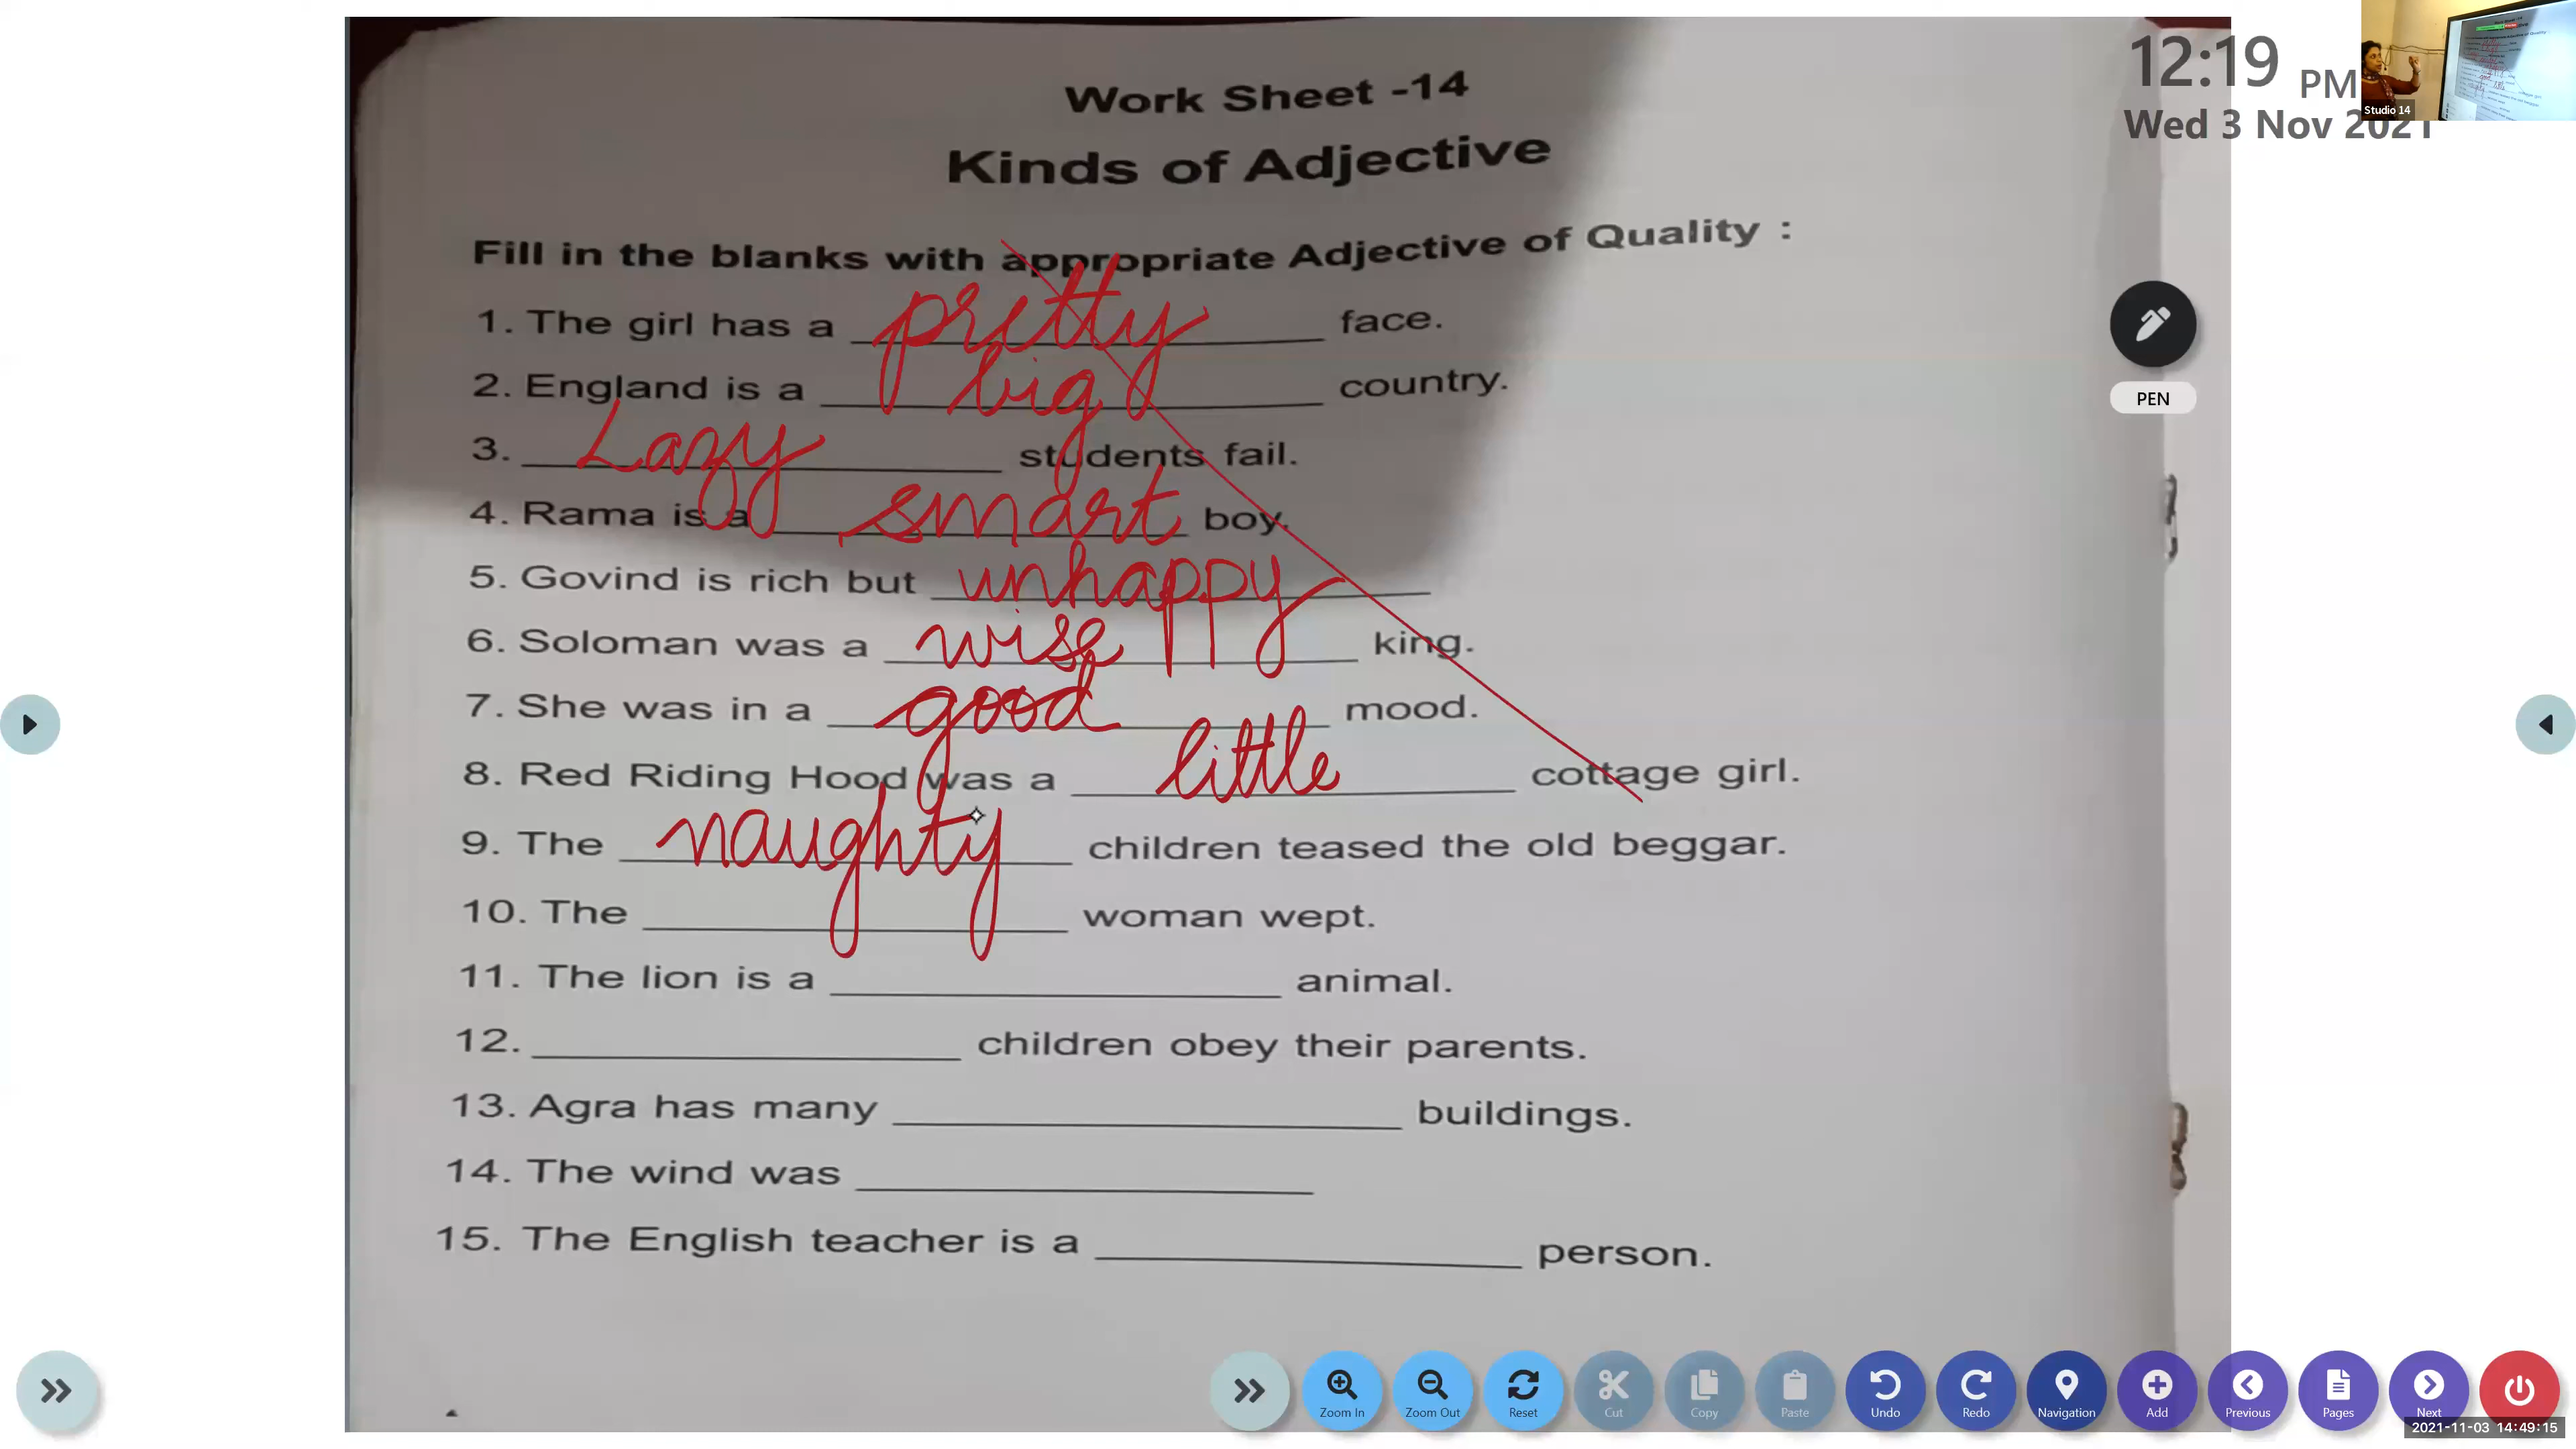 Work Sheet -14
Kinds of Adjective
Fill in the blanks with appropriate Adjective of Quality :
1. The girl has a pretty face.
2. England is a big country.
3. Lazy students fail.
4. Rama is a smart boy.
5. Govind is rich but unhappy
6. Soloman was a wise king.
7. She was in a good mood.
8. Red Riding Hood was a little cottage girl.
9. The naughty children teased the old beggar.
10. The ____ woman wept.
11. The lion is a ____ animal.
12. ____ children obey their parents.
13. Agra has many ____ buildings.
14. The wind was ____
15. The English teacher is a ____ person.
12:19 PM
Wed 3 Nov 2021
Studio 14
PEN
Zoom In Zoom Out Reset Cut Copy Paste Undo Redo Navigation Add Previous Pages Next
2021-11-03 14:49:15